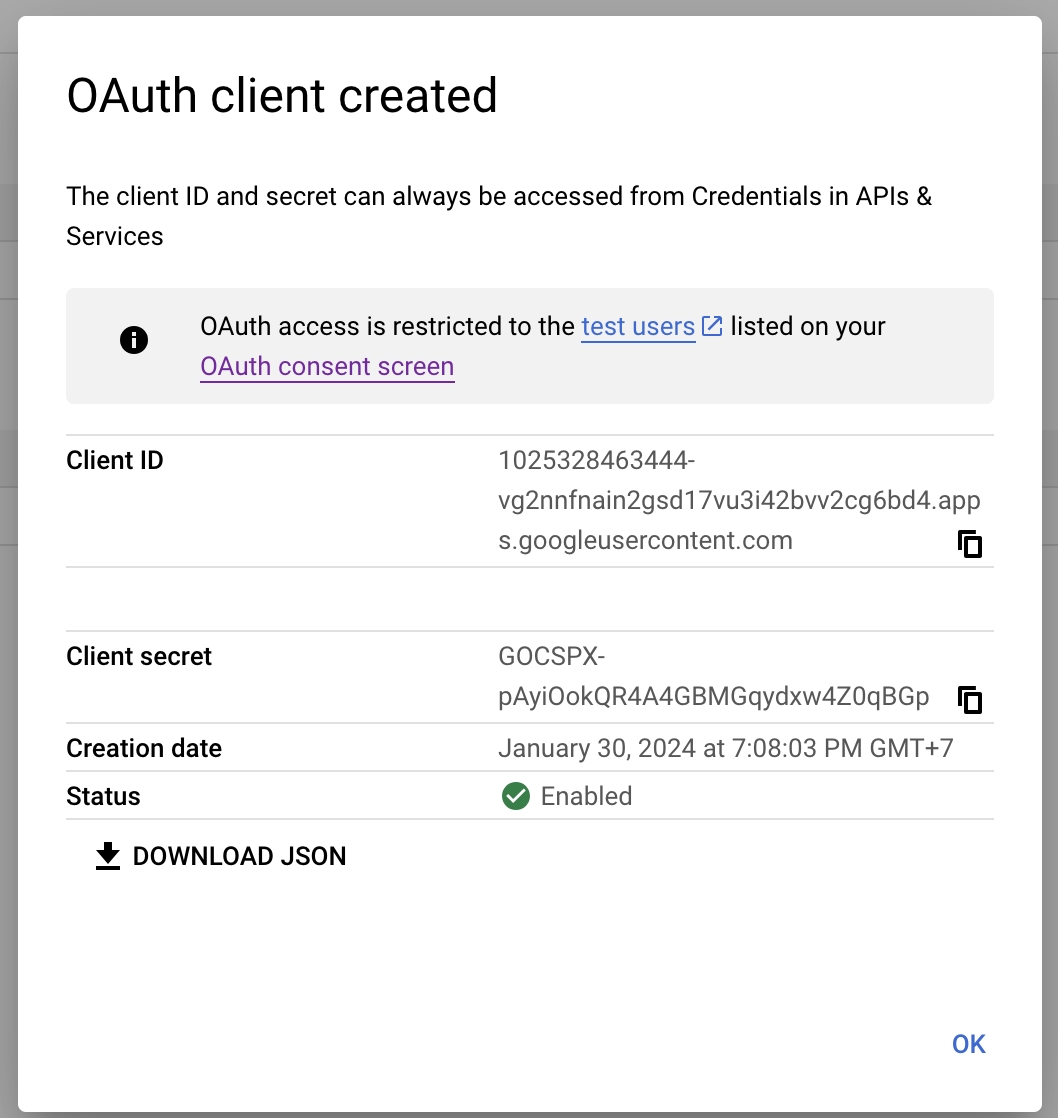 OAuth client created
The client ID and secret can always be accessed from Credentials in APIs &
Services
OAuth access is restricted to the test users listed on your
OAuth consent screen
Client ID
1025328463444-
vg2nnfnain2gsd17vu3i42bvv2cg6bd4.app
s.googleusercontent.com
Client secret
GOCSPX-
pAyiOokQR4A4GBMGqydxw4Z0qBGp
Creation date
January 30, 2024 at 7:08:03 PM GMT+7
Status
Enabled
DOWNLOAD JSON
OK